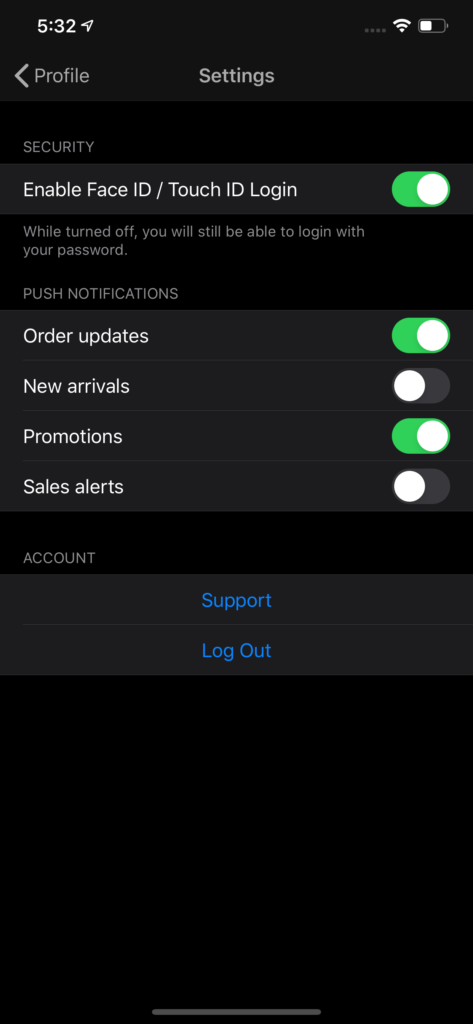 5:32
Profile
Settings
SECURITY
Enable Face ID / Touch ID Login
While turned off, you will still be able to login with
your password.
PUSH NOTIFICATIONS
Order updates
New arrivals
Promotions
Sales alerts
ACCOUNT
Support
Log Out